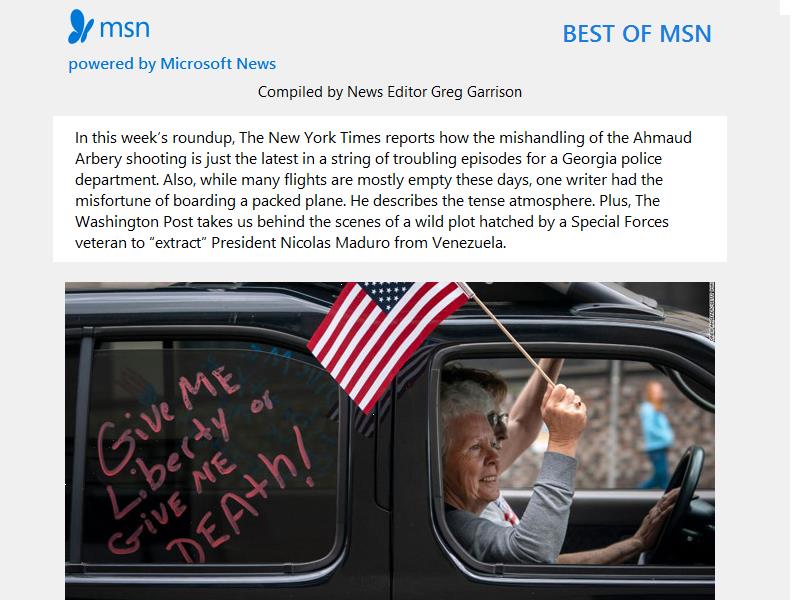 msn
BEST OF MSN
powered by Microsoft News
Compiled by News Editor Greg Garrison
In this week's roundup, The New York Times reports how the mishandling of the Ahmaud
Arbery shooting is just the latest in a string of troubling episodes for a Georgia police
department. Also, while many flights are mostly empty these days, one writer had the
misfortune of boarding a packed plane. He describes the tense atmosphere. Plus, The
Washington Post takes us behind the scenes of a wild plot hatched by a Special Forces
veteran to “extract” President Nicolas Maduro from Venezuela.
GIVE ME
LIBERTY or
GIVE ME
DEAth!